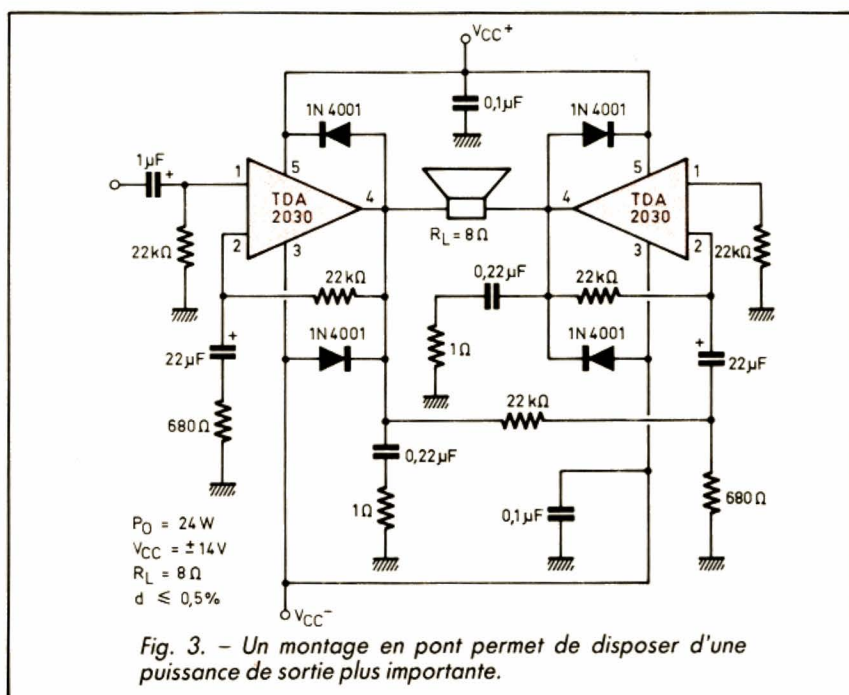 VCC+
0,1µF
1N 4001
1N 4001
1µF
+
1
5
TDA
2030
4
2
3
22kΩ
RL = 8Ω
4
5
1
TDA
2030
3
2
22kΩ
22kΩ
0,22µF
22kΩ
1N 4001
1N 4001
+
22µF
1Ω
+
22µF
680Ω
22kΩ
0,22µF
1Ω
0,1µF
680Ω
PO = 24W
VCC = ±14V
RL = 8Ω
d ≤ 0,5%
VCC−
Fig. 3. – Un montage en pont permet de disposer d'une
puissance de sortie plus importante.